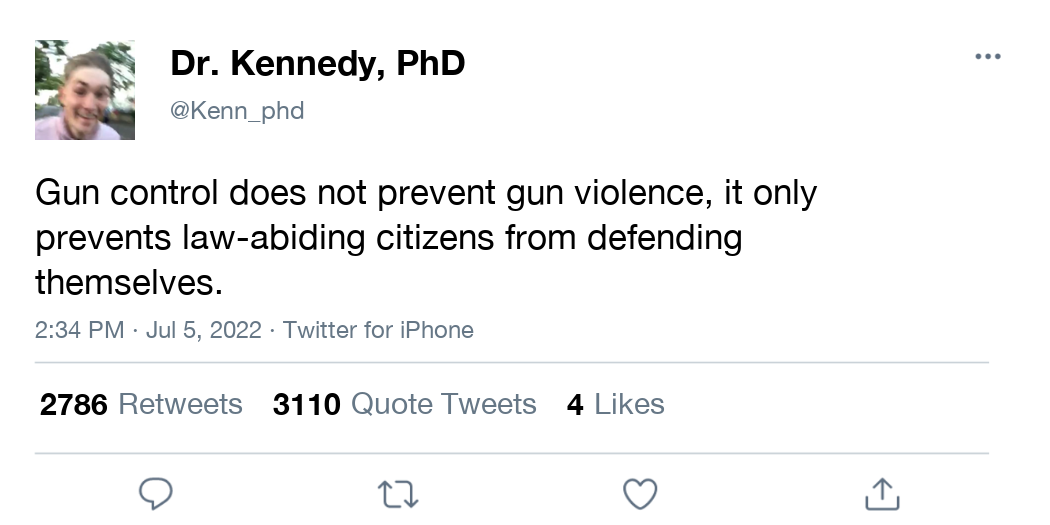 Dr. Kennedy, PhD
@Kenn_phd
Gun control does not prevent gun violence, it only
prevents law-abiding citizens from defending
themselves.
2:34 PM · Jul 5, 2022 · Twitter for iPhone
2786 Retweets 3110 Quote Tweets 4 Likes